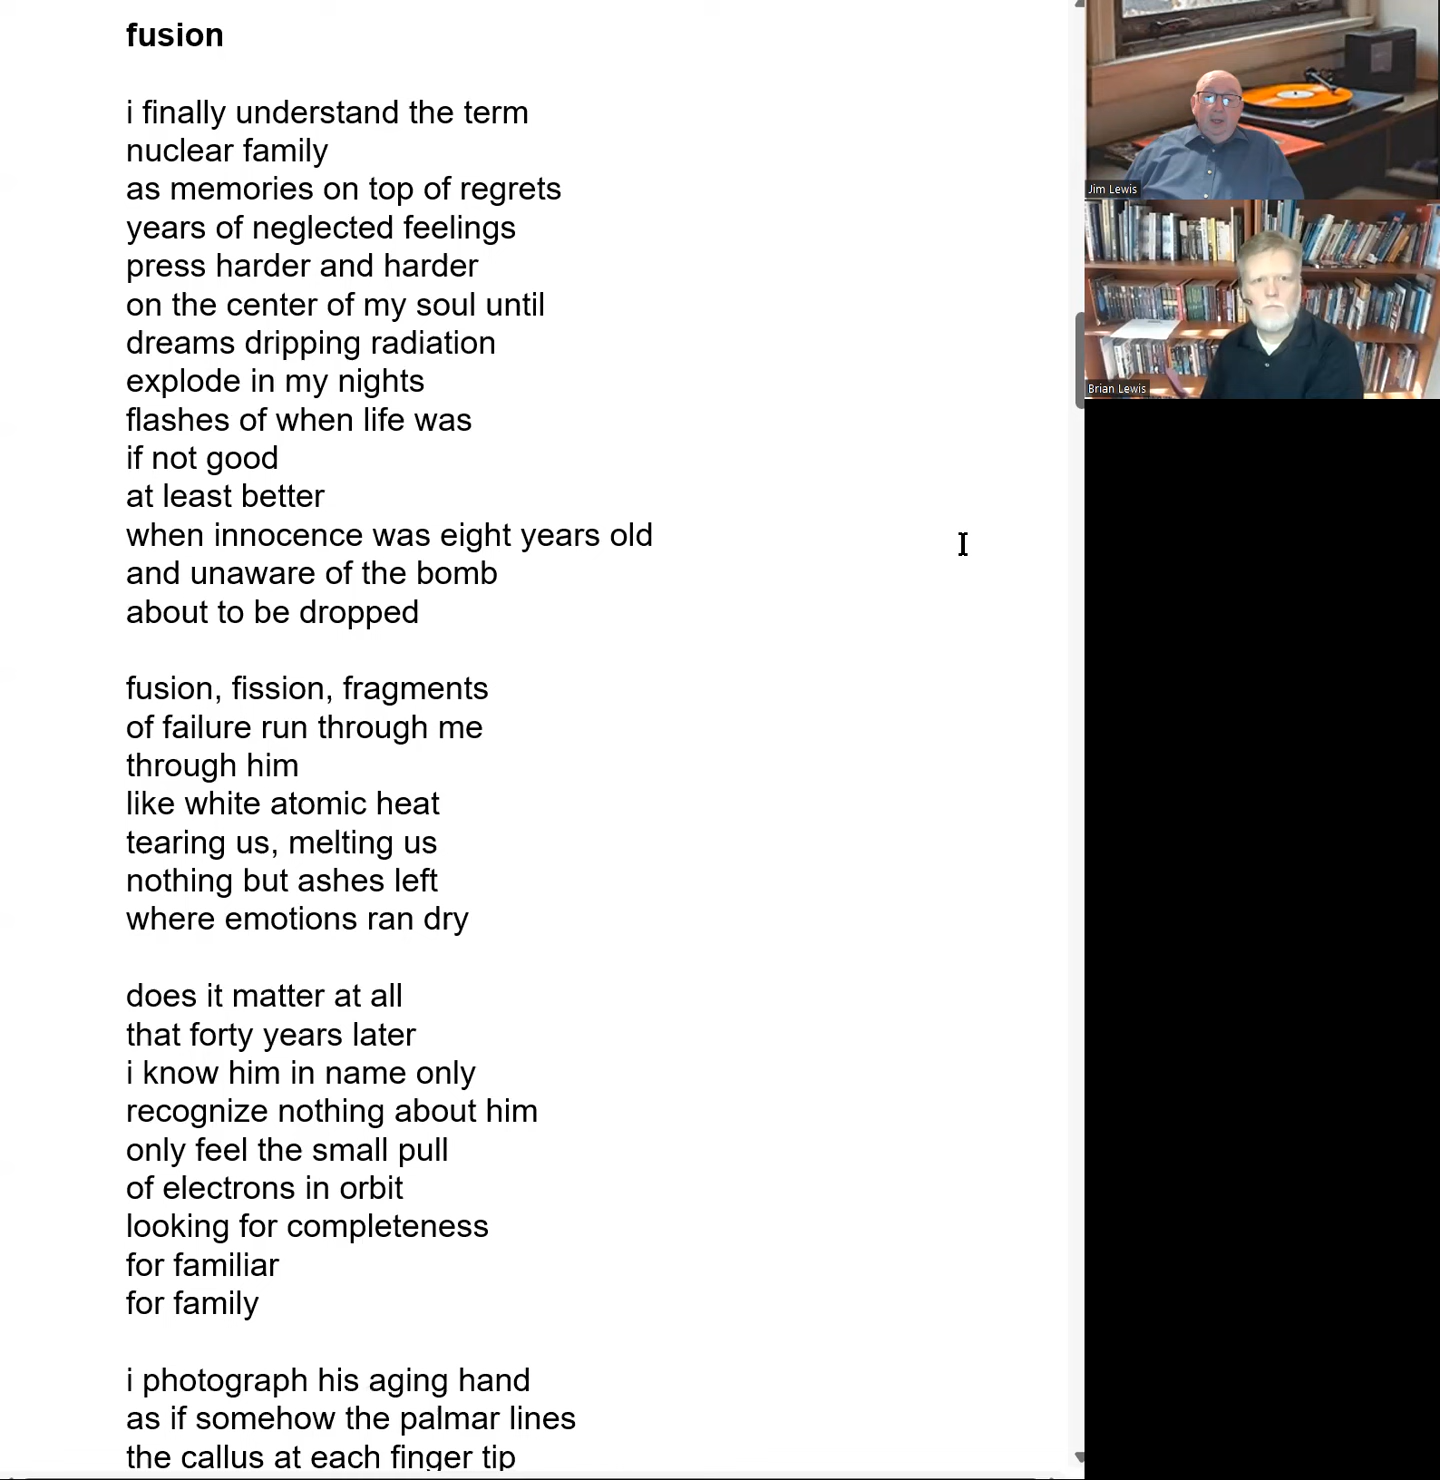 fusion
i finally understand the term
nuclear family
as memories on top of regrets
years of neglected feelings
press harder and harder
on the center of my soul until
dreams dripping radiation
explode in my nights
flashes of when life was
if not good
at least better
when innocence was eight years old
and unaware of the bomb
about to be dropped
fusion, fission, fragments
of failure run through me
through him
like white atomic heat
tearing us, melting us
nothing but ashes left
where emotions ran dry
does it matter at all
that forty years later
i know him in name only
recognize nothing about him
only feel the small pull
of electrons in orbit
looking for completeness
for familiar
for family
i photograph his aging hand
as if somehow the palmar lines
the callus at each finger tip
Jim Lewis
Brian Lewis